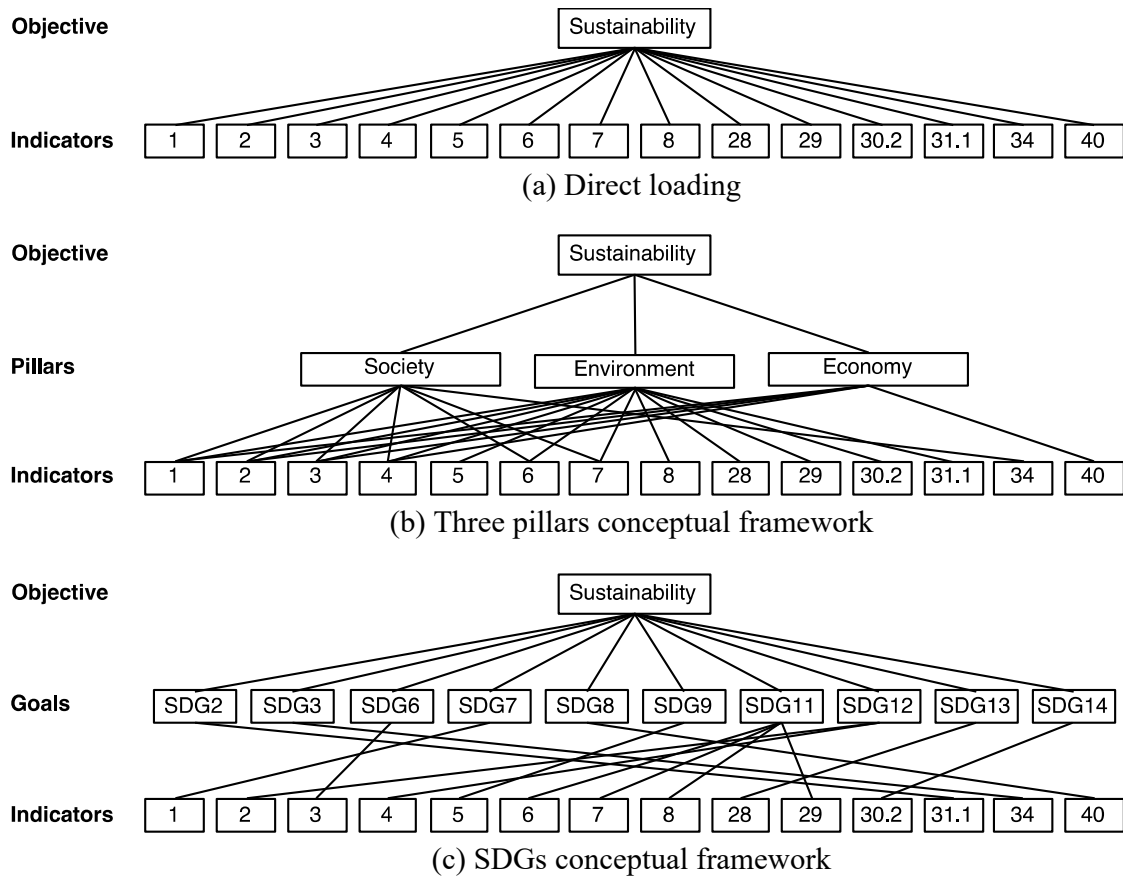 Objective Sustainability
Indicators 1 2 3 4 5 6 7 8 28 29 30.2 31.1 34 40
(a) Direct loading
Objective Sustainability
Pillars Society Environment Economy
Indicators 1 2 3 4 5 6 7 8 28 29 30.2 31.1 34 40
(b) Three pillars conceptual framework
Objective Sustainability
Goals SDG2 SDG3 SDG6 SDG7 SDG8 SDG9 SDG11 SDG12 SDG13 SDG14
Indicators 1 2 3 4 5 6 7 8 28 29 30.2 31.1 34 40
(c) SDGs conceptual framework